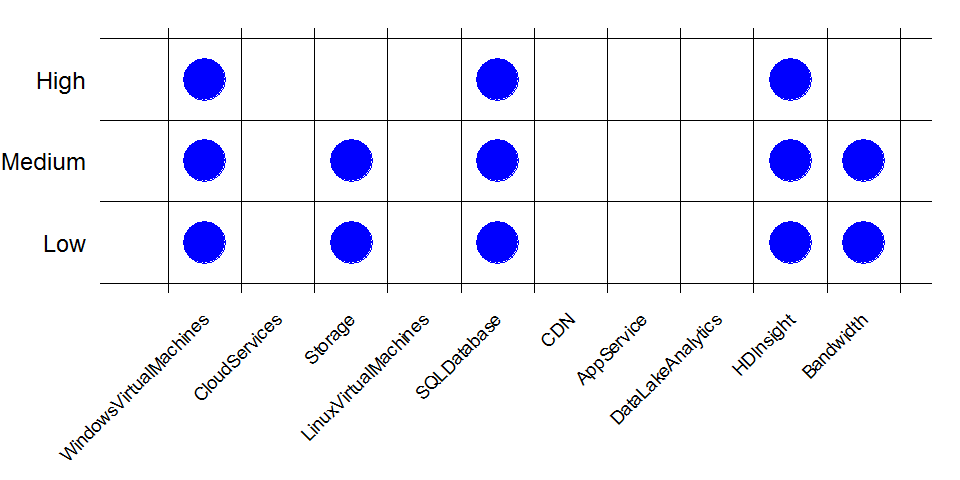 High
Medium
Low
WindowsVirtualMachines
CloudServices
Storage
LinuxVirtualMachines
SQLDatabase
CDN
AppService
DataLakeAnalytics
HDInsight
Bandwidth